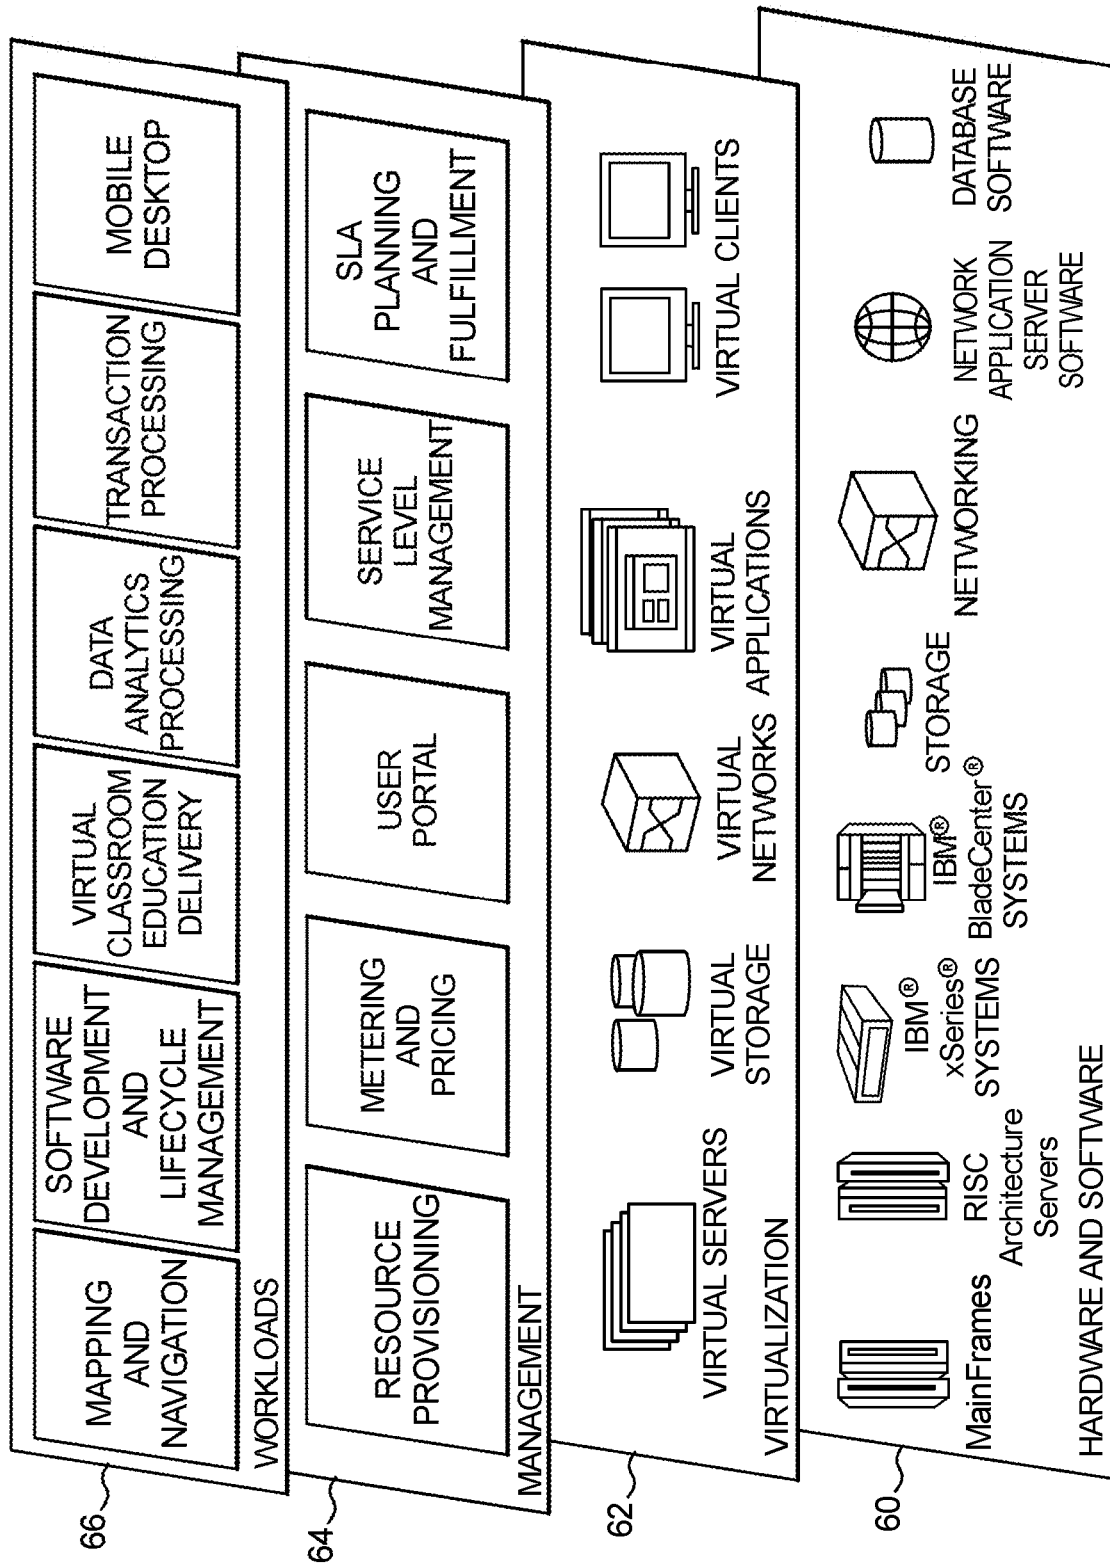 66
MAPPING
AND
NAVIGATION
SOFTWARE
DEVELOPMENT
AND
LIFECYCLE
MANAGEMENT
VIRTUAL
CLASSROOM
EDUCATION
DELIVERY
DATA
ANALYTICS
PROCESSING
TRANSACTION
PROCESSING
MOBILE
DESKTOP
WORKLOADS
64
RESOURCE
PROVISIONING
METERING
AND
PRICING
USER
PORTAL
SERVICE
LEVEL
MANAGEMENT
SLA
PLANNING
AND
FULFILLMENT
MANAGEMENT
62
VIRTUAL SERVERS
VIRTUAL
STORAGE
VIRTUAL
NETWORKS
VIRTUAL
APPLICATIONS
VIRTUAL CLIENTS
VIRTUALIZATION
60
MainFrames
RISC
Architecture
Servers
IBM®
xSeries®
SYSTEMS
IBM®
BladeCenter®
SYSTEMS
STORAGE
NETWORKING
NETWORK
APPLICATION
SERVER
SOFTWARE
DATABASE
SOFTWARE
HARDWARE AND SOFTWARE